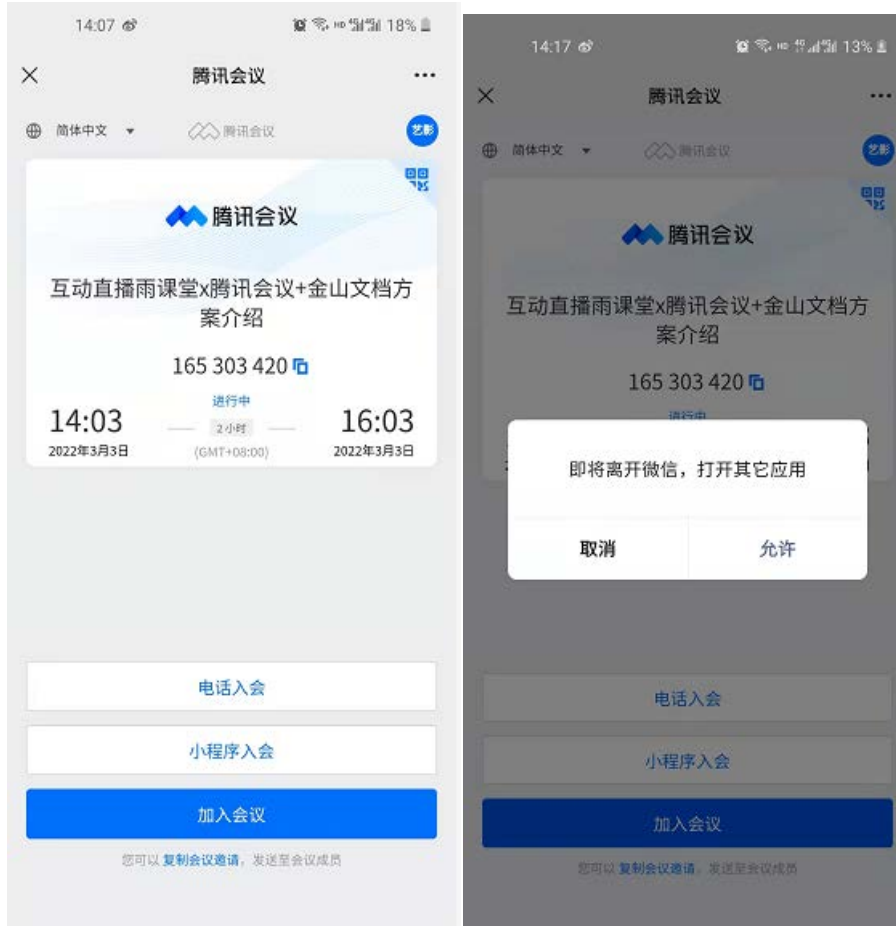 14:07
HD 4G 4G 18%
腾讯会议
简体中文
腾讯会议
艺影
腾讯会议
互动直播雨课堂x腾讯会议+金山文档方
案介绍
165 303 420
进行中
14:03
2小时
16:03
2022年3月3日
(GMT+08:00)
2022年3月3日
电话入会
小程序入会
加入会议
您可以 复制会议邀请，发送至会议成员
14:17
HD 4G 4G 13%
腾讯会议
简体中文
腾讯会议
艺影
腾讯会议
互动直播雨课堂x腾讯会议+金山文档方
案介绍
165 303 420
进行中
即将离开微信，打开其它应用
取消
允许
电话入会
小程序入会
加入会议
您可以 复制会议邀请，发送至会议成员